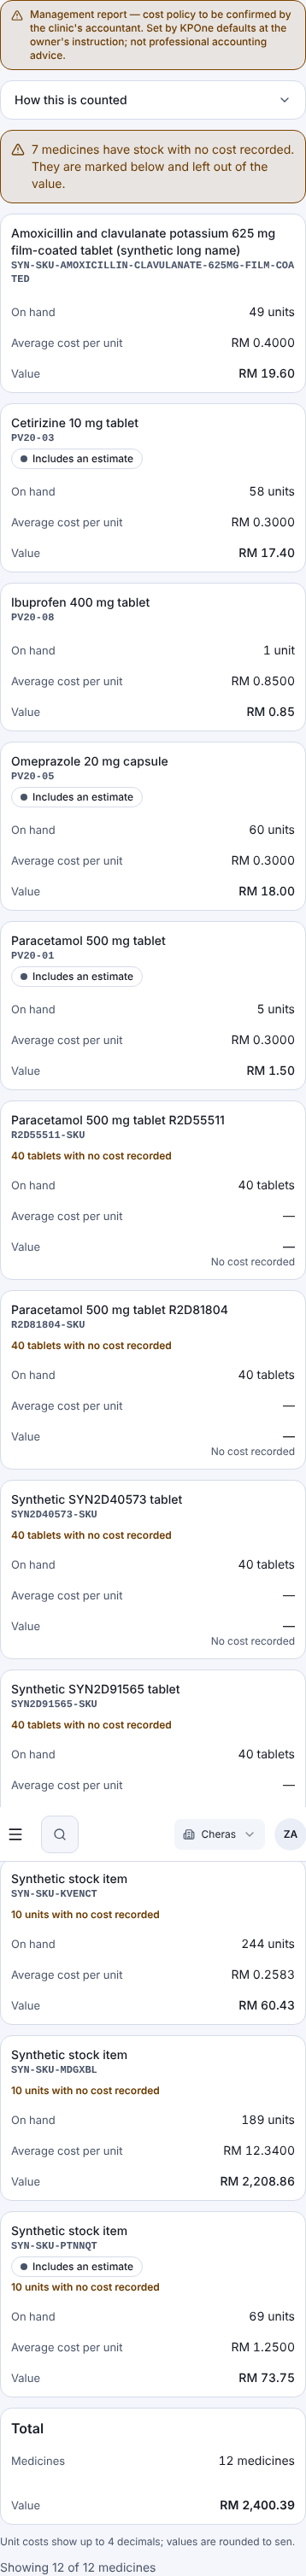 Management report — cost policy to be confirmed by
the clinic's accountant. Set by KPOne defaults at the
owner's instruction; not professional accounting
advice.
How this is counted
7 medicines have stock with no cost recorded.
They are marked below and left out of the
value.
Amoxicillin and clavulanate potassium 625 mg
film-coated tablet (synthetic long name)
SYN-SKU-AMOXICILLIN-CLAVULANATE-625MG-FILM-COA
TED
On hand 49 units
Average cost per unit RM 0.4000
Value RM 19.60
Cetirizine 10 mg tablet
PV20-03
Includes an estimate
On hand 58 units
Average cost per unit RM 0.3000
Value RM 17.40
Ibuprofen 400 mg tablet
PV20-08
On hand 1 unit
Average cost per unit RM 0.8500
Value RM 0.85
Omeprazole 20 mg capsule
PV20-05
Includes an estimate
On hand 60 units
Average cost per unit RM 0.3000
Value RM 18.00
Paracetamol 500 mg tablet
PV20-01
Includes an estimate
On hand 5 units
Average cost per unit RM 0.3000
Value RM 1.50
Paracetamol 500 mg tablet R2D55511
R2D55511-SKU
40 tablets with no cost recorded
On hand 40 tablets
Average cost per unit —
Value —
No cost recorded
Paracetamol 500 mg tablet R2D81804
R2D81804-SKU
40 tablets with no cost recorded
On hand 40 tablets
Average cost per unit —
Value —
No cost recorded
Synthetic SYN2D40573 tablet
SYN2D40573-SKU
40 tablets with no cost recorded
On hand 40 tablets
Average cost per unit —
Value —
No cost recorded
Synthetic SYN2D91565 tablet
SYN2D91565-SKU
40 tablets with no cost recorded
On hand 40 tablets
Average cost per unit —
Cheras ZA
Synthetic stock item
SYN-SKU-KVENCT
10 units with no cost recorded
On hand 244 units
Average cost per unit RM 0.2583
Value RM 60.43
Synthetic stock item
SYN-SKU-MDGXBL
10 units with no cost recorded
On hand 189 units
Average cost per unit RM 12.3400
Value RM 2,208.86
Synthetic stock item
SYN-SKU-PTNNQT
Includes an estimate
10 units with no cost recorded
On hand 69 units
Average cost per unit RM 1.2500
Value RM 73.75
Total
Medicines 12 medicines
Value RM 2,400.39
Unit costs show up to 4 decimals; values are rounded to sen.
Showing 12 of 12 medicines